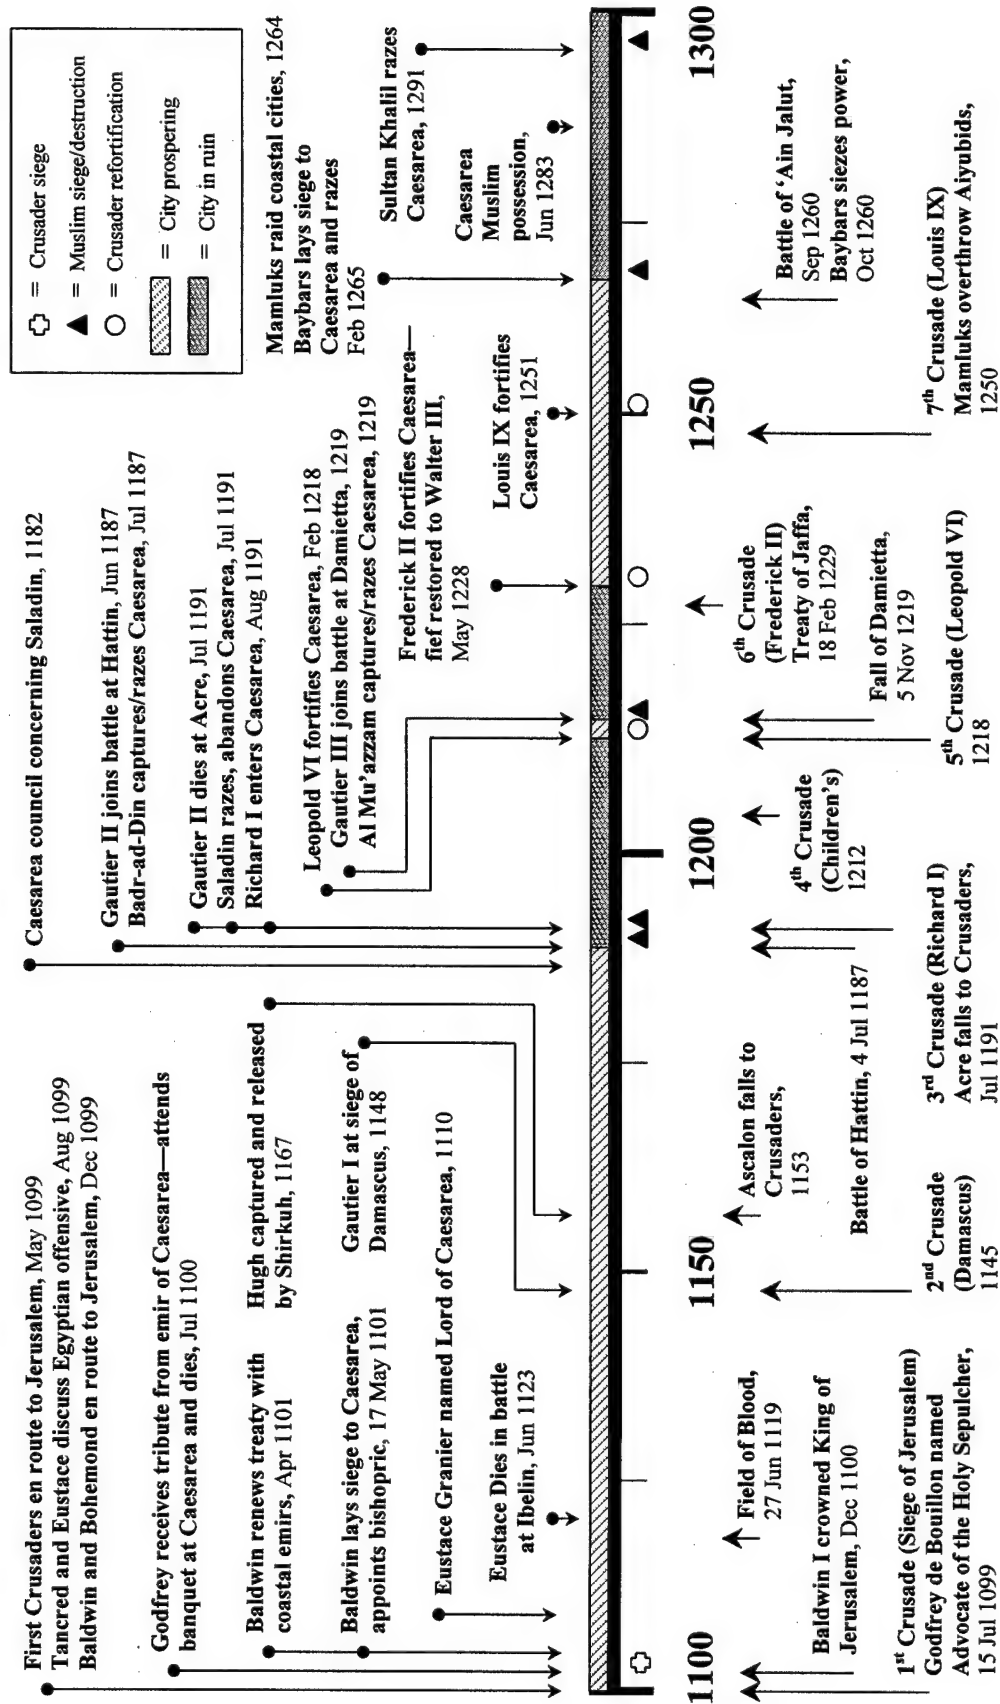 First Crusaders en route to Jerusalem, May 1099
Tancred and Eustace discuss Egyptian offensive, Aug 1099
Baldwin and Bohemond en route to Jerusalem, Dec 1099
Godfrey receives tribute from emir of Caesarea—attends
banquet at Caesarea and dies, Jul 1100
Baldwin renews treaty with
coastal emirs, Apr 1101
Baldwin lays siege to Caesarea,
appoints bishopric, 17 May 1101
Eustace Granier named Lord of Caesarea, 1110
Eustace Dies in battle
at Ibelin, Jun 1123
Hugh captured and released
by Shirkuh, 1167
Gautier I at siege of
Damascus, 1148
Caesarea council concerning Saladin, 1182
Gautier II joins battle at Hattin, Jun 1187
Badr-ad-Din captures/razes Caesarea, Jul 1187
Gautier II dies at Acre, Jul 1191
Saladin razes, abandons Caesarea, Jul 1191
Richard I enters Caesarea, Aug 1191
Leopold VI fortifies Caesarea, Feb 1218
Gautier III joins battle at Damietta, 1219
Al Mu'azzam captures/razes Caesarea, 1219
Frederick II fortifies Caesarea—
fief restored to Walter III,
May 1228
Louis IX fortifies
Caesarea, 1251
= Crusader siege
= Muslim siege/destruction
= Crusader refortification
= City prospering
= City in ruin
Mamluks raid coastal cities, 1264
Baybars lays siege to
Caesarea and razes
Feb 1265
Sultan Khalil razes
Caesarea, 1291
Caesarea
Muslim
possession,
Jun 1283
1100
1150
1200
1250
1300
Field of Blood,
27 Jun 1119
Baldwin I crowned King of
Jerusalem, Dec 1100
1st Crusade (Siege of Jerusalem)
Godfrey de Bouillon named
Advocate of the Holy Sepulcher,
15 Jul 1099
Ascalon falls to
Crusaders,
1153
Battle of Hattin, 4 Jul 1187
2nd Crusade
(Damascus)
1145
3rd Crusade (Richard I)
Acre falls to Crusaders,
Jul 1191
4th Crusade
(Children's)
1212
6th Crusade
(Frederick II)
Treaty of Jaffa,
18 Feb 1229
Fall of Damietta,
5 Nov 1219
5th Crusade (Leopold VI)
1218
Battle of 'Ain Jalut,
Sep 1260
Baybars siezes power,
Oct 1260
7th Crusade (Louis IX)
Mamluks overthrow Aiyubids,
1250